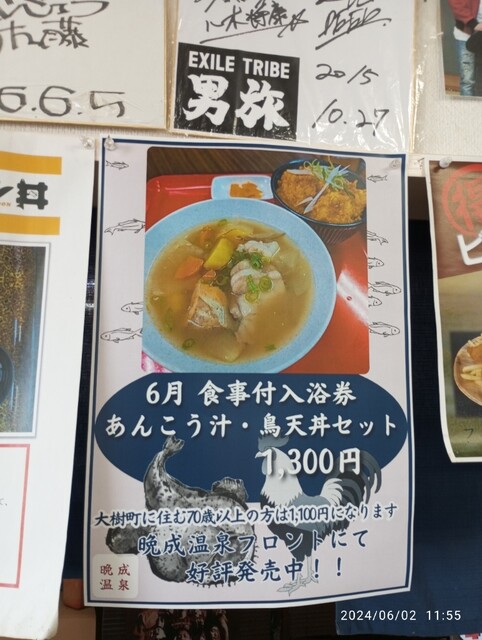 6.6.5
EXILE TRIBE
男旅
2015
10.27
ン丼
6月 食事付入浴券
あんこう汁・鳥天丼セット
1,300円
大樹町に住む70歳以上の方は1,100円になります
晩成温泉フロントにて
好評発売中！！
晩成
温泉
2024/06/02 11:55